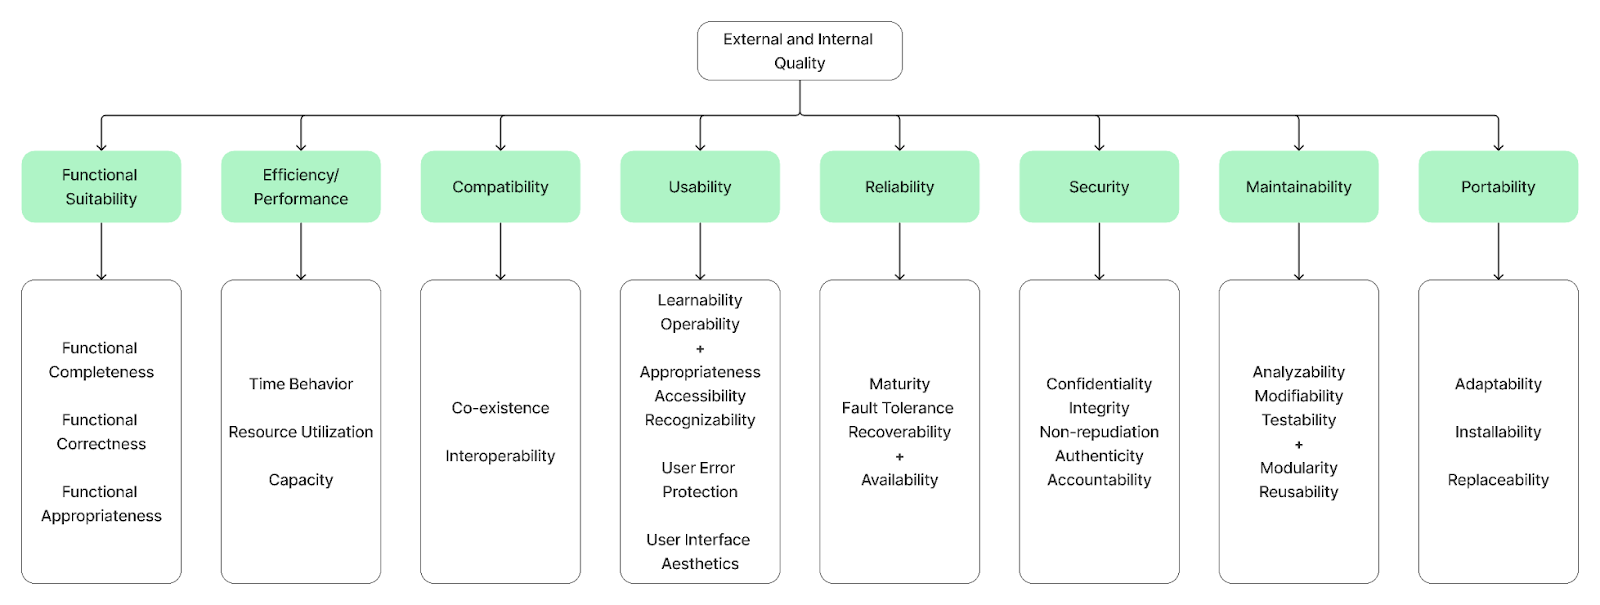 External and Internal
Quality
Functional
Suitability
Efficiency/
Performance
Compatibility
Usability
Reliability
Security
Maintainability
Portability
Functional
Completeness
Functional
Correctness
Functional
Appropriateness
Time Behavior
Resource Utilization
Capacity
Co-existence
Interoperability
Learnability
Operability
+
Appropriateness
Accessibility
Recognizability
User Error
Protection
User Interface
Aesthetics
Maturity
Fault Tolerance
Recoverability
+
Availability
Confidentiality
Integrity
Non-repudiation
Authenticity
Accountability
Analyzability
Modifiability
Testability
+
Modularity
Reusability
Adaptability
Installability
Replaceability